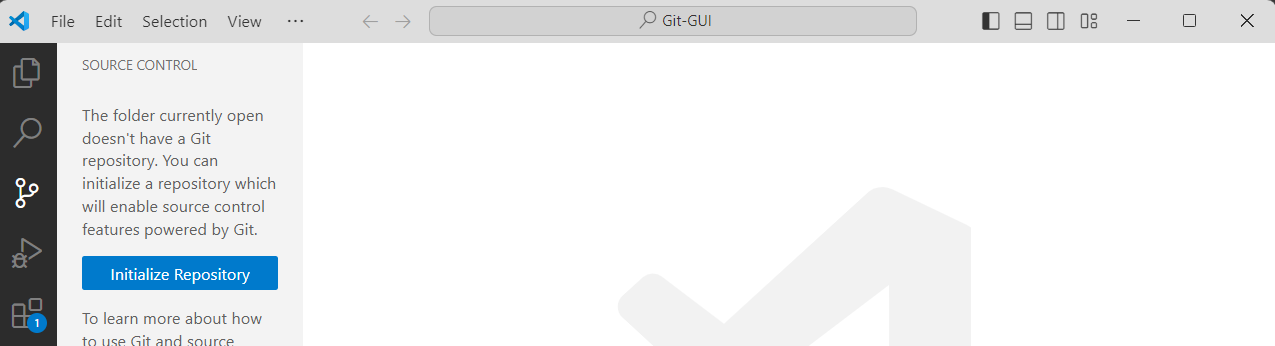 File Edit Selection View ...
Git-GUI
SOURCE CONTROL
The folder currently open
doesn't have a Git
repository. You can
initialize a repository which
will enable source control
features powered by Git.
Initialize Repository
1
To learn more about how
to use Git and source